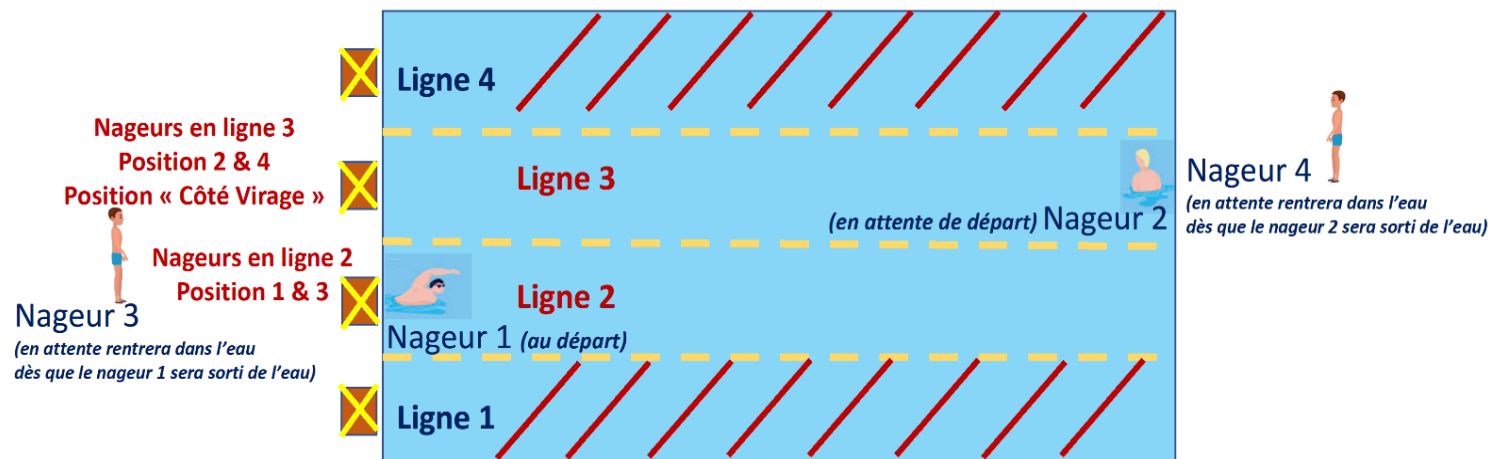 Ligne 4
Nageurs en ligne 3
Position 2 & 4
Position « Côté Virage »
Ligne 3
Nageur 4
(en attente rentrera dans l'eau
dès que le nageur 2 sera sorti de l'eau)
(en attente de départ) Nageur 2
Nageurs en ligne 2
Position 1 & 3
Ligne 2
Nageur 3
(en attente rentrera dans l'eau
dès que le nageur 1 sera sorti de l'eau)
Nageur 1 (au départ)
Ligne 1